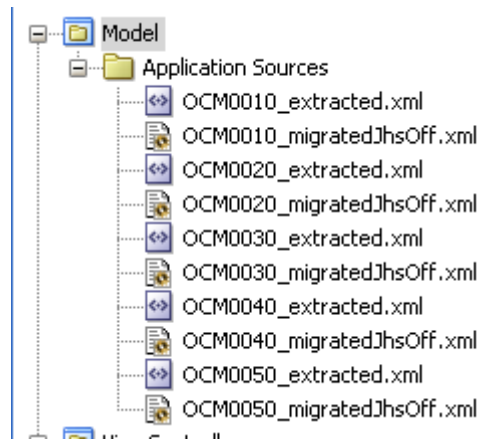 Model
Application Sources
OCM0010_extracted.xml
OCM0010_migratedJhsOff.xml
OCM0020_extracted.xml
OCM0020_migratedJhsOff.xml
OCM0030_extracted.xml
OCM0030_migratedJhsOff.xml
OCM0040_extracted.xml
OCM0040_migratedJhsOff.xml
OCM0050_extracted.xml
OCM0050_migratedJhsOff.xml